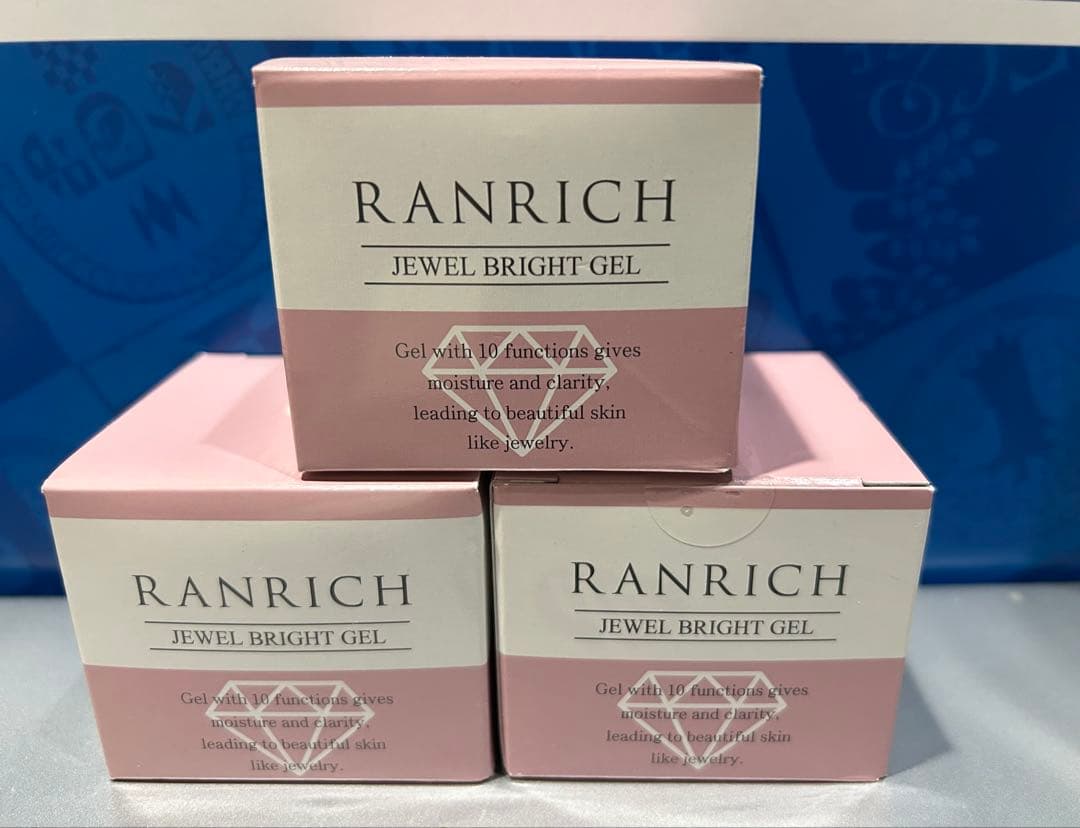 RANRICH
JEWEL BRIGHT GEL
Gel with 10 functions gives
moisture and clarity,
leading to beautiful skin
like jewelry.
RANRICH
JEWEL BRIGHT GEL
Gel with 10 functions gives
moisture and clarity,
leading to beautiful skin
like jewelry.
RANRICH
JEWEL BRIGHT GEL
Gel with 10 functions gives
moisture and clarity,
leading to beautiful skin
like jewelry.